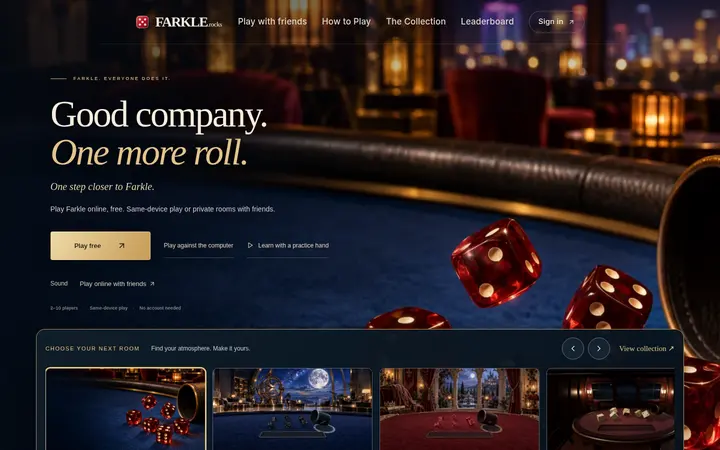 FARKLE.rocks
Play with friends
How to Play
The Collection
Leaderboard
Sign in ↗
FARKLE. EVERYONE DOES IT.
Good company.
One more roll.
One step closer to Farkle.
Play Farkle online, free. Same-device play or private rooms with friends.
Play free ↗
Play against the computer
Learn with a practice hand
Sound
Play online with friends ↗
2–10 players
Same-device play
No account needed
CHOOSE YOUR NEXT ROOM
Find your atmosphere. Make it yours.
View collection ↗